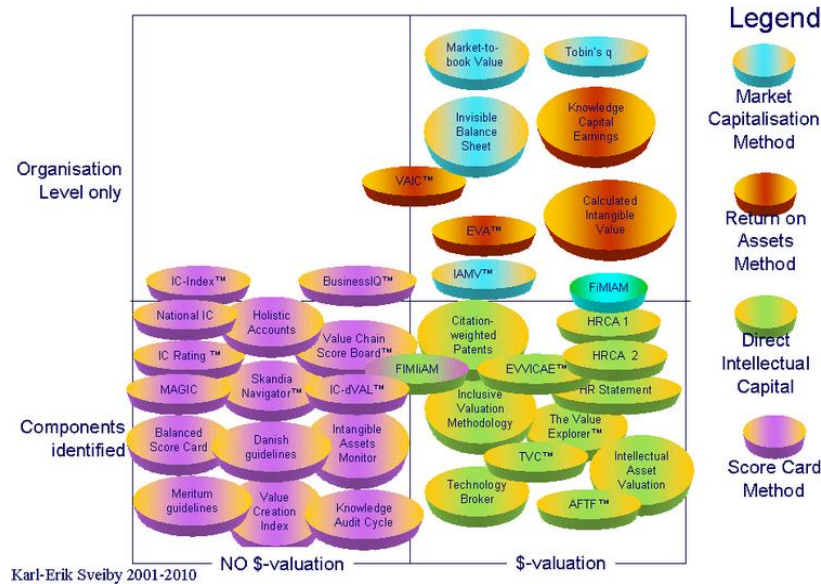 Legend
Market-to-
book Value
Tobin's q
Market
Capitalisation
Method
Invisible
Balance
Sheet
Knowledge
Capital
Earnings
Organisation
Level only
VAIC™
Calculated
Intangible
Value
Return on
Assets
Method
EVA™
IC-Index™
BusinessIQ™
IAMV™
FiMIAM
National IC
Holistic
Accounts
Value Chain
Score Board™
Citation-
weighted
Patents
HRCA 1
Direct
Intellectual
Capital
IC Rating ™
FIMIiAM
EVVICAE™
HRCA 2
MAGIC
Skandia
Navigator™
IC-dVAL™
Inclusive
Valuation
Methodology
HR Statement
Components
identified
Balanced
Score Card
Danish
guidelines
Intangible
Assets
Monitor
The Value
Explorer™
TVC™
Intellectual
Asset
Valuation
Score Card
Method
Meritum
guidelines
Value
Creation
Index
Knowledge
Audit Cycle
Technology
Broker
AFTF™
NO $-valuation
$-valuation
Karl-Erik Sveiby 2001-2010